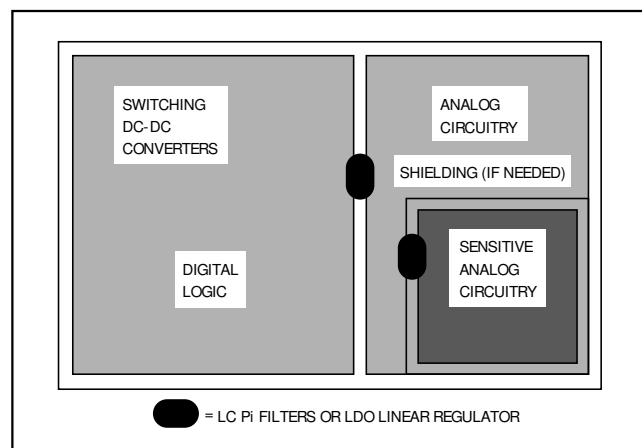 SWITCHING
DC-DC
CONVERTERS
DIGITAL
LOGIC
ANALOG
CIRCUITRY
SHIELDING (IF NEEDED)
SENSITIVE
ANALOG
CIRCUITRY
= LC Pi FILTERS OR LDO LINEAR REGULATOR